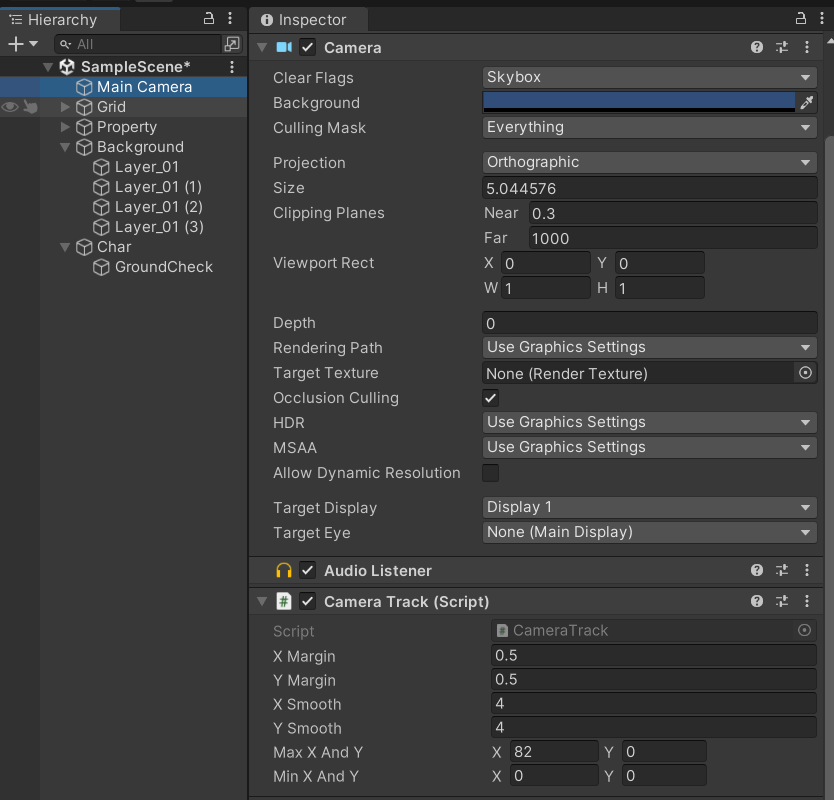 Hierarchy
All
SampleScene*
Main Camera
Grid
Property
Background
Layer_01
Layer_01 (1)
Layer_01 (2)
Layer_01 (3)
Char
GroundCheck
Inspector
Camera
Clear Flags Skybox
Background
Culling Mask Everything
Projection Orthographic
Size 5.044576
Clipping Planes Near 0.3
Far 1000
Viewport Rect X 0 Y 0
W 1 H 1
Depth 0
Rendering Path Use Graphics Settings
Target Texture None (Render Texture)
Occlusion Culling
HDR Use Graphics Settings
MSAA Use Graphics Settings
Allow Dynamic Resolution
Target Display Display 1
Target Eye None (Main Display)
Audio Listener
# Camera Track (Script)
Script # CameraTrack
X Margin 0.5
Y Margin 0.5
X Smooth 4
Y Smooth 4
Max X And Y X 82 Y 0
Min X And Y X 0 Y 0